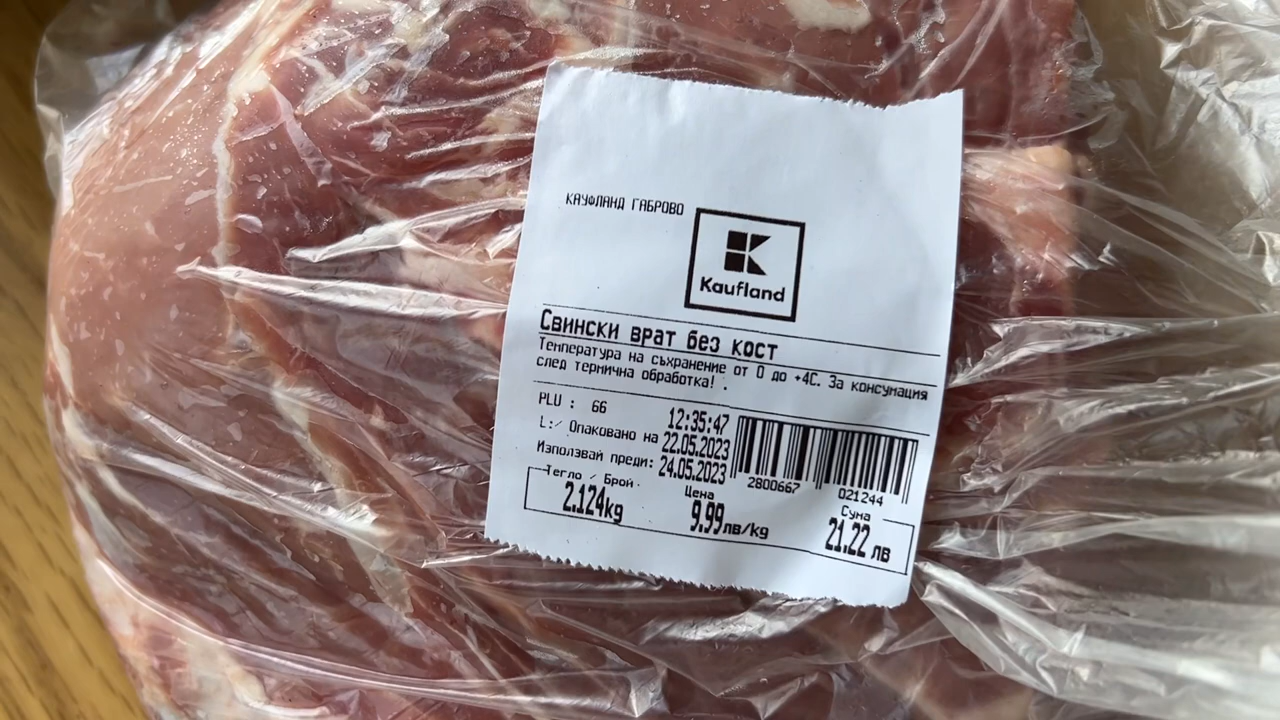 КАУФЛАНД ГАБРОВО
Kaufland
Свински врат без кост
Температура на съхранение от 0 до +4С. За консумация
след термична обработка! .
PLU : 66
12:35:47
L:/ Опаковано на 22.05.2023
Използвай преди: 24.05.2023
2800667 021244
Тегло / Брой.
Цена
Сума
2.124kg
9.99лв/kg
21.22 лв